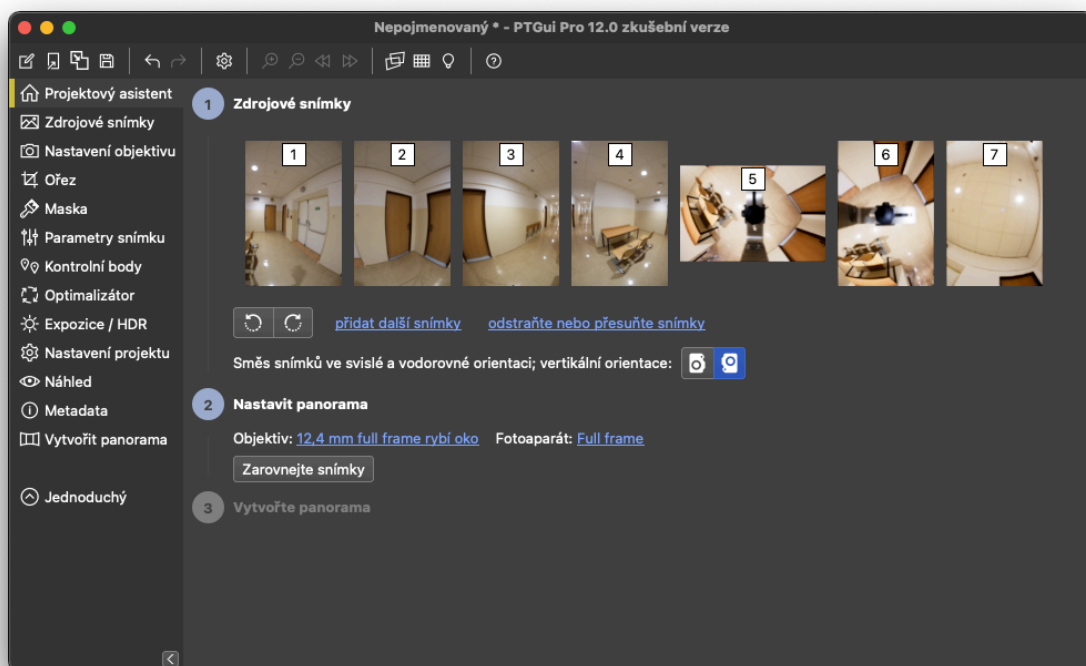 Nepojmenovaný * - PTGui Pro 12.0 zkušební verze
Projektový asistent
Zdrojové snímky
Nastavení objektivu
Ořez
Maska
Parametry snímku
Kontrolní body
Optimalizátor
Expozice / HDR
Nastavení projektu
Náhled
Metadata
Vytvořit panorama
Jednoduchý
1 Zdrojové snímky
1 2 3 4 5 6 7
přidat další snímky odstraňte nebo přesuňte snímky
Směs snímků ve svislé a vodorovné orientaci; vertikální orientace:
2 Nastavit panorama
Objektiv: 12,4 mm full frame rybí oko Fotoaparát: Full frame
Zarovnejte snímky
3 Vytvořte panorama